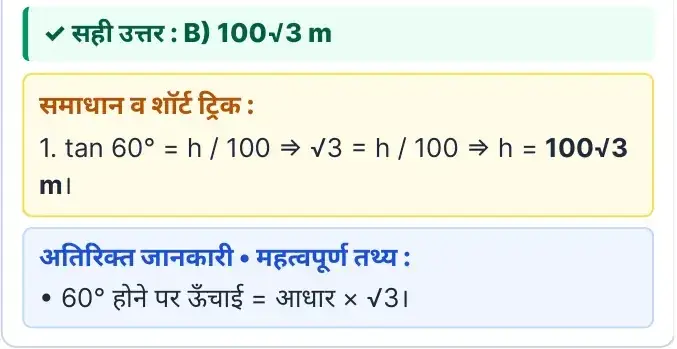 ✓ सही उत्तर : B) 100√3 m
समाधान व शॉर्ट ट्रिक :
1. tan 60° = h / 100 ⇒ √3 = h / 100 ⇒ h = 100√3
m।
अतिरिक्त जानकारी • महत्वपूर्ण तथ्य :
• 60° होने पर ऊँचाई = आधार × √3।